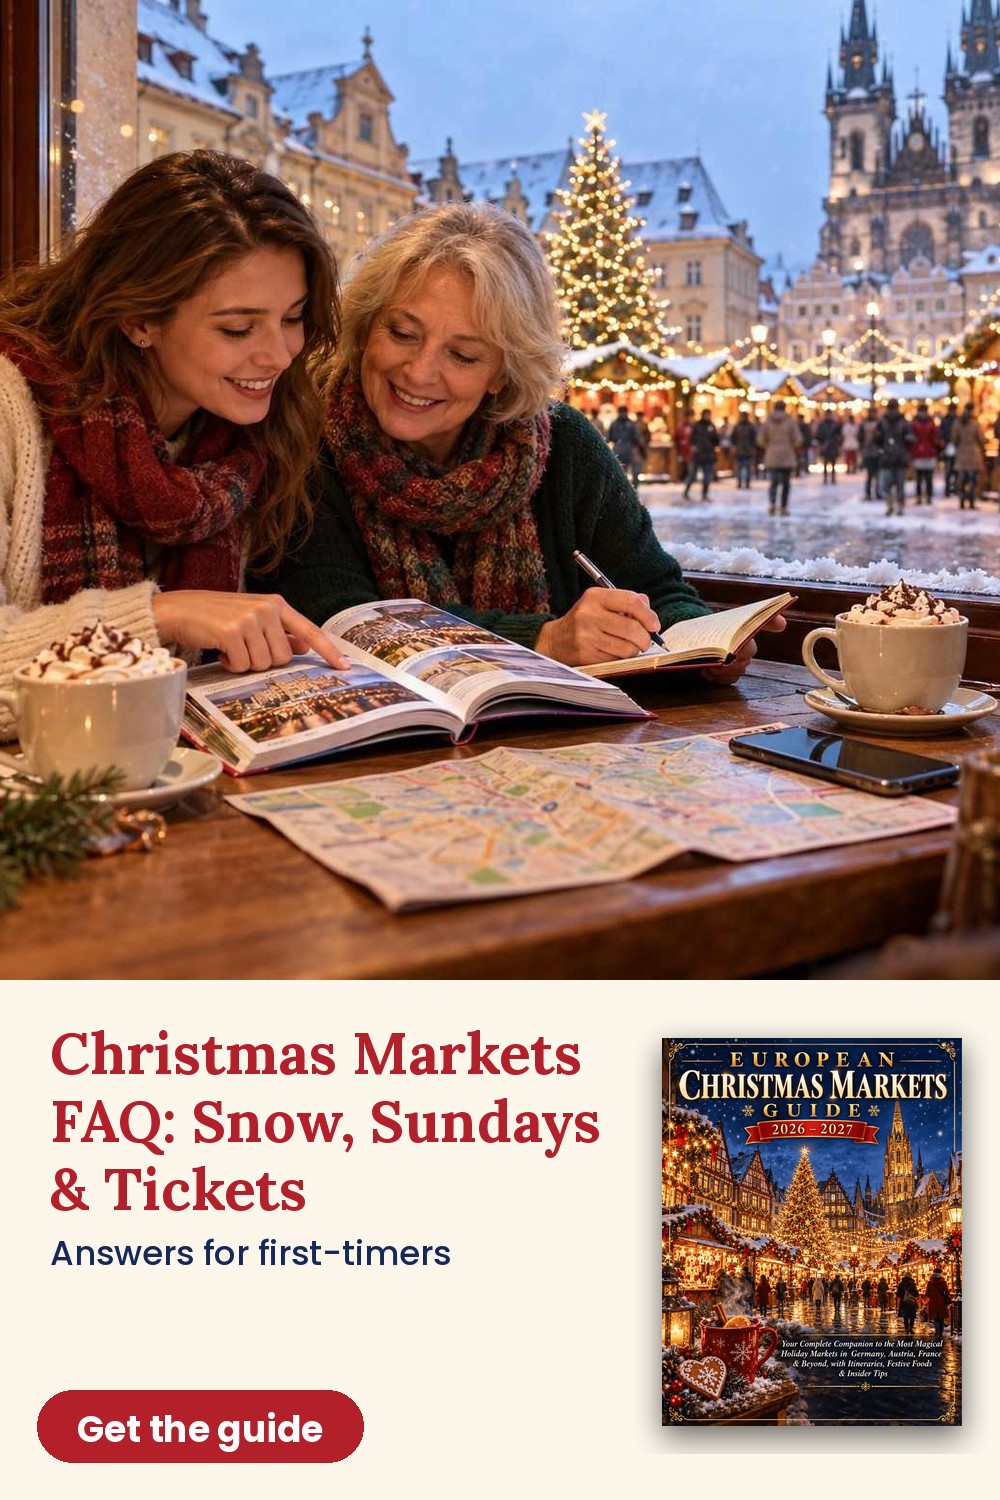 Christmas Markets
FAQ: Snow, Sundays
& Tickets
Answers for first-timers
Get the guide
EUROPEAN
CHRISTMAS MARKETS
GUIDE
2026 – 2027
Your Complete Companion to the Most Magical
Holiday Markets in Germany, Austria, France
& Beyond, with Itineraries, Festive Foods
& Insider Tips